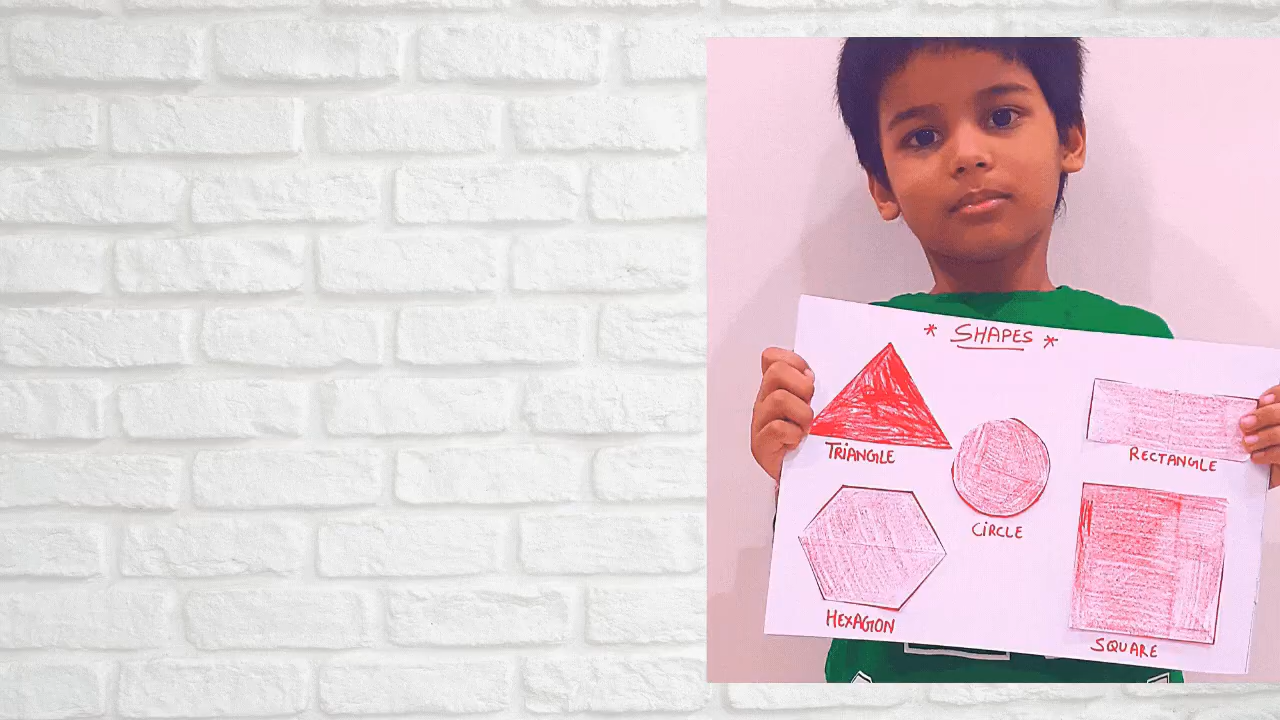 * SHAPES *
TRIANGLE
RECTANGLE
CIRCLE
HEXAGON
SQUARE